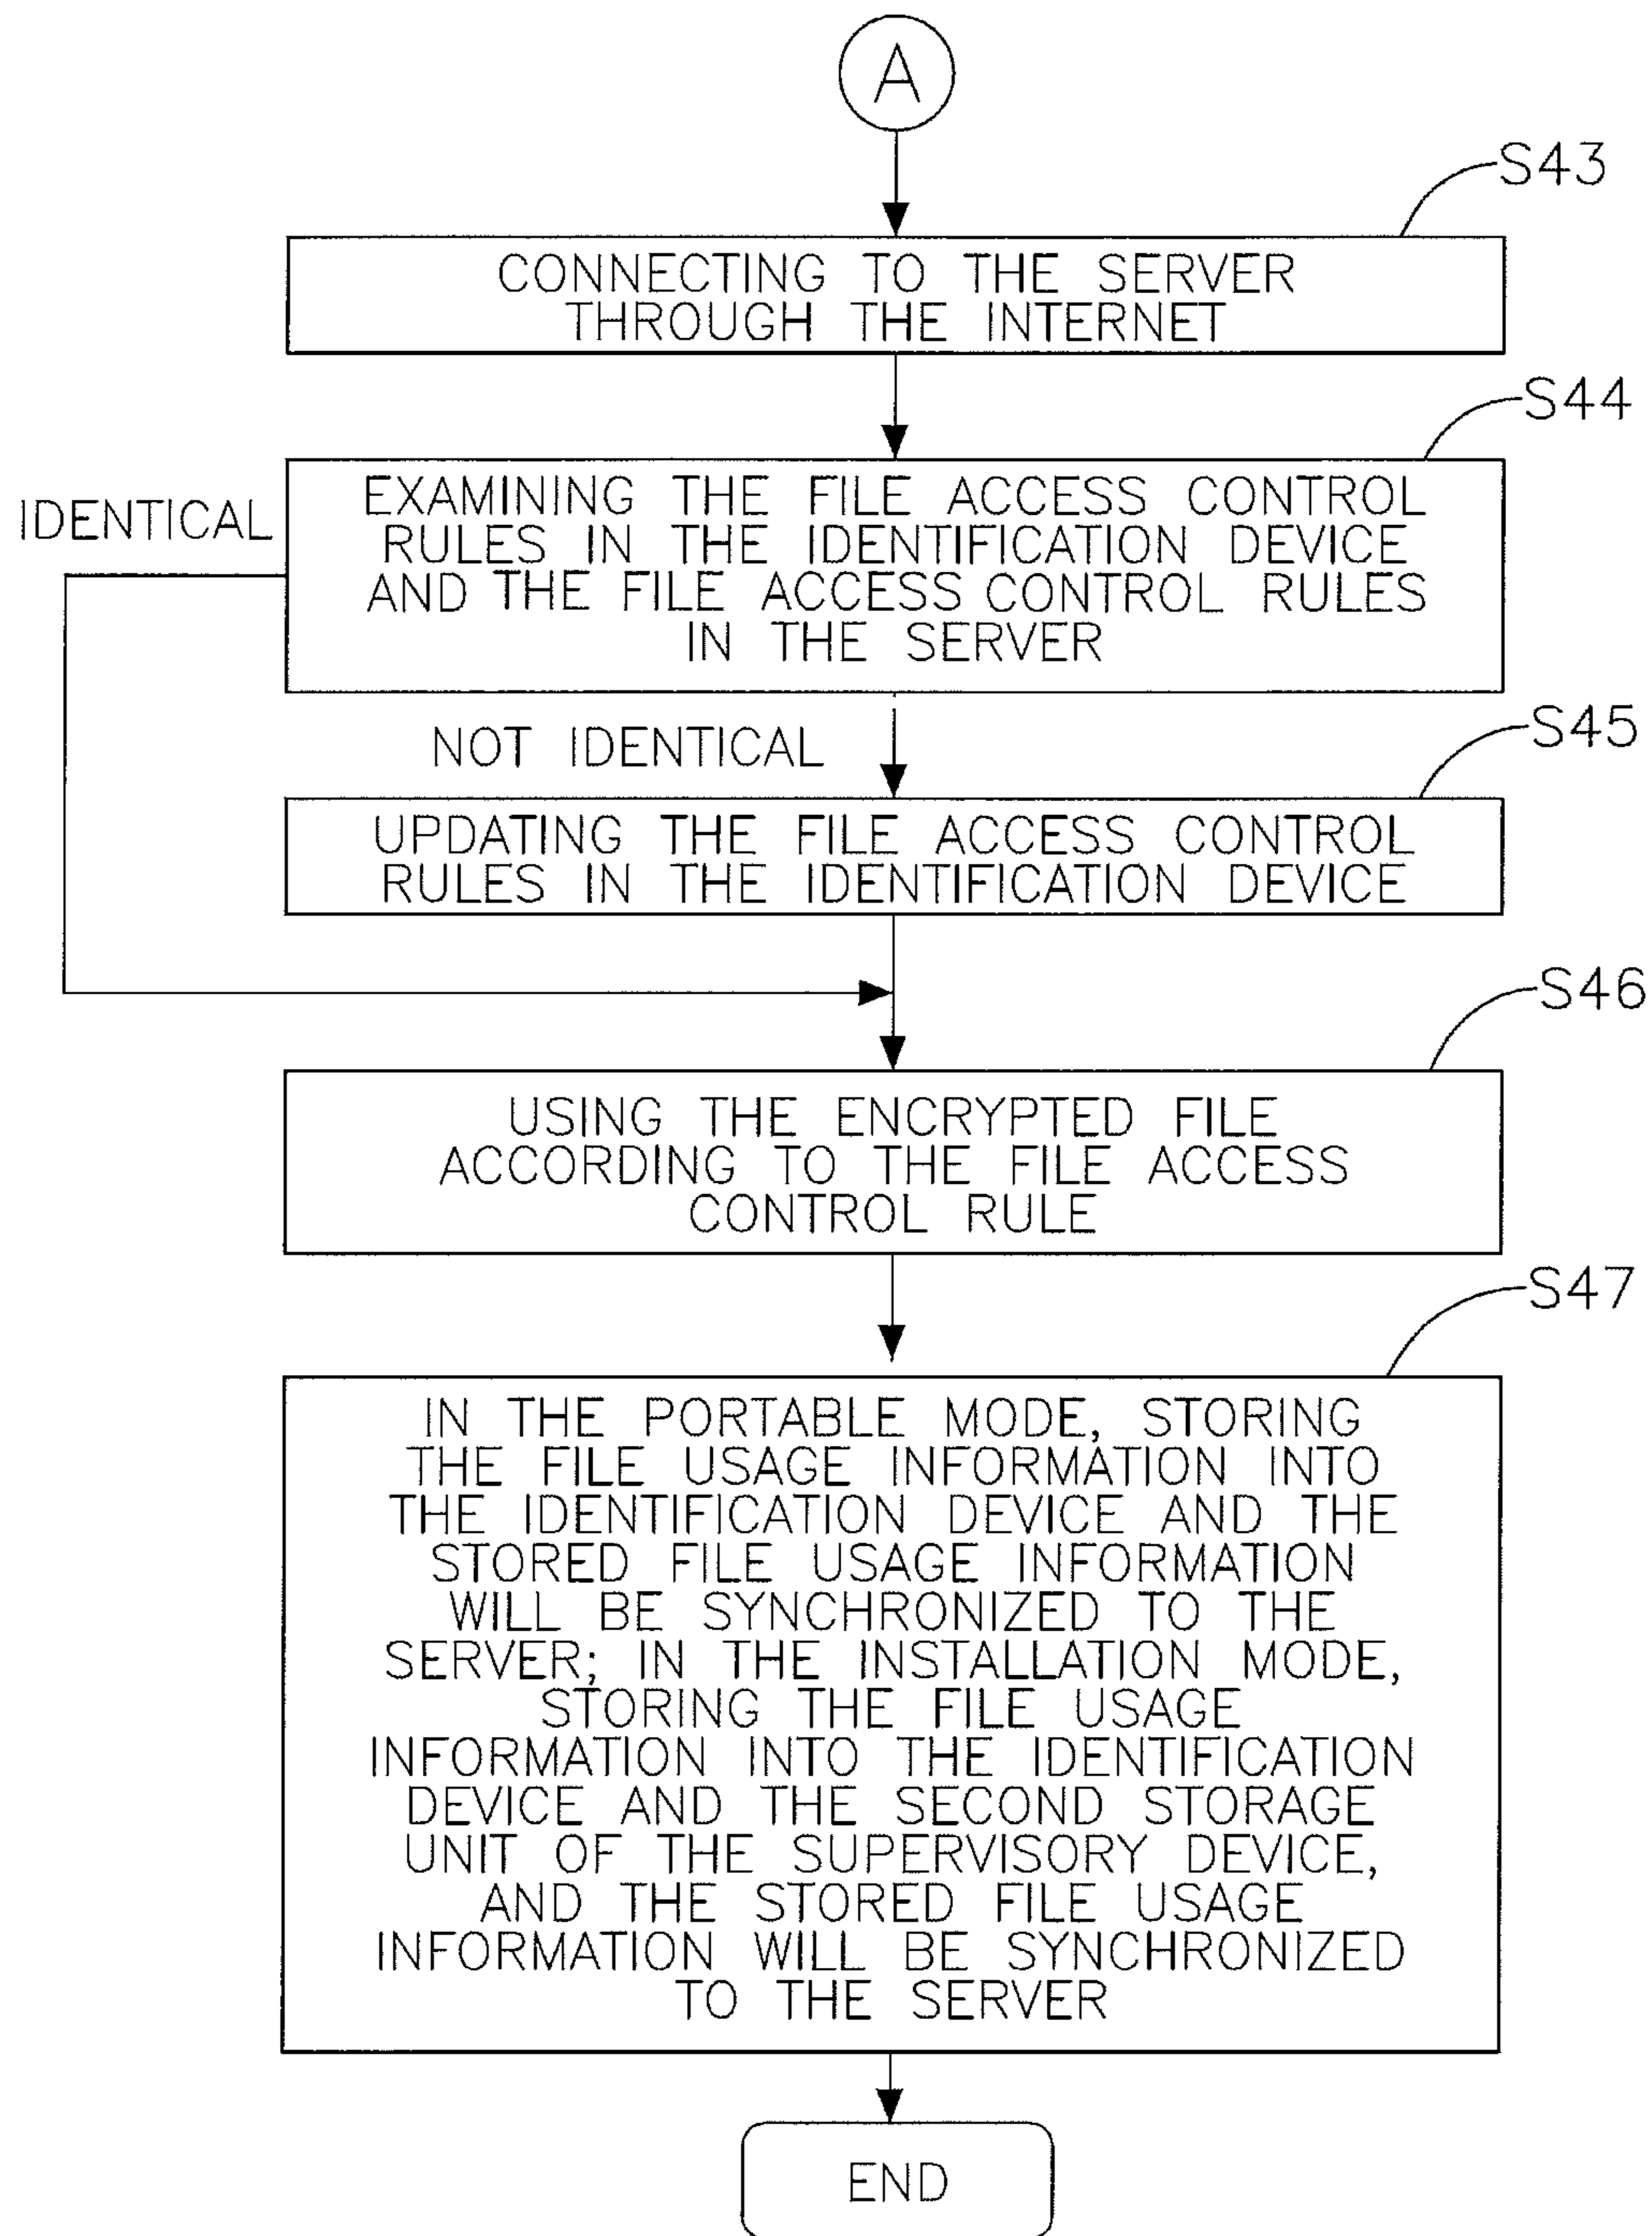 A
S43
CONNECTING TO THE SERVER
THROUGH THE INTERNET
S44
IDENTICAL
EXAMINING THE FILE ACCESS CONTROL
RULES IN THE IDENTIFICATION DEVICE
AND THE FILE ACCESS CONTROL RULES
IN THE SERVER
NOT IDENTICAL
S45
UPDATING THE FILE ACCESS CONTROL
RULES IN THE IDENTIFICATION DEVICE
S46
USING THE ENCRYPTED FILE
ACCORDING TO THE FILE ACCESS
CONTROL RULE
S47
IN THE PORTABLE MODE, STORING
THE FILE USAGE INFORMATION INTO
THE IDENTIFICATION DEVICE AND THE
STORED FILE USAGE INFORMATION
WILL BE SYNCHRONIZED TO THE
SERVER; IN THE INSTALLATION MODE,
STORING THE FILE USAGE
INFORMATION INTO THE IDENTIFICATION
DEVICE AND THE SECOND STORAGE
UNIT OF THE SUPERVISORY DEVICE,
AND THE STORED FILE USAGE
INFORMATION WILL BE SYNCHRONIZED
TO THE SERVER
END